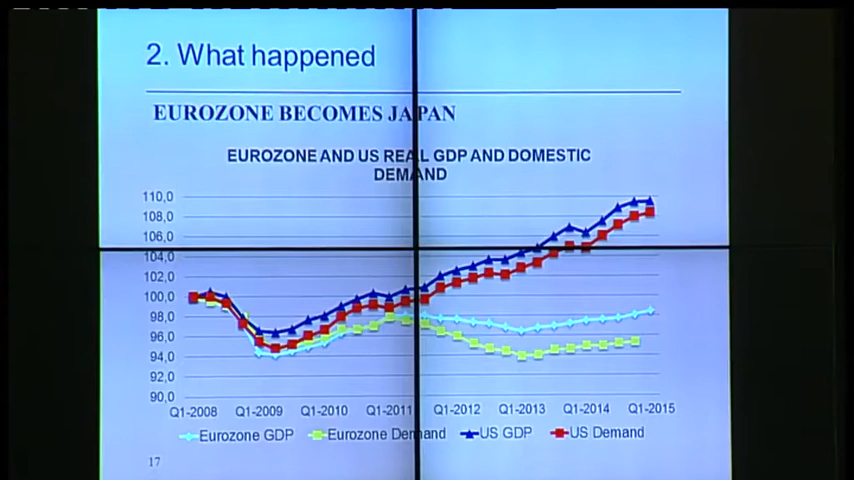 2. What happened
EUROZONE BECOMES JAPAN
EUROZONE AND US REAL GDP AND DOMESTIC
DEMAND
110,0
108,0
106,0
104,0
102,0
100,0
98,0
96,0
94,0
92,0
90,0
Q1-2008 Q1-2009 Q1-2010 Q1-2011 Q1-2012 Q1-2013 Q1-2014 Q1-2015
Eurozone GDP Eurozone Demand US GDP US Demand
17